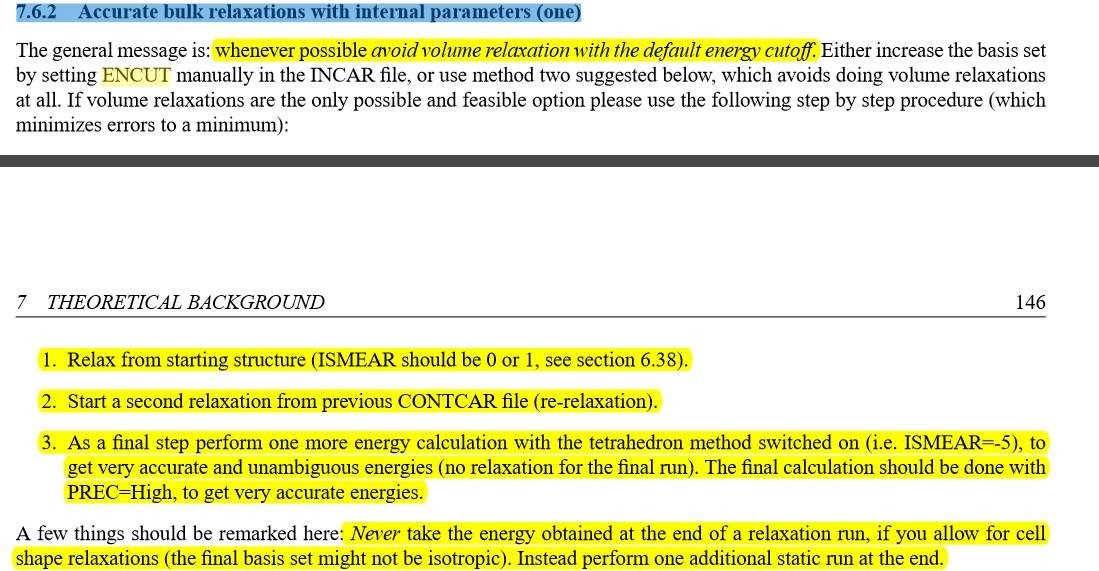 7.6.2 Accurate bulk relaxations with internal parameters (one)
The general message is: whenever possible avoid volume relaxation with the default energy cutoff. Either increase the basis set
by setting ENCUT manually in the INCAR file, or use method two suggested below, which avoids doing volume relaxations
at all. If volume relaxations are the only possible and feasible option please use the following step by step procedure (which
minimizes errors to a minimum):
7 THEORETICAL BACKGROUND 146
1. Relax from starting structure (ISMEAR should be 0 or 1, see section 6.38).
2. Start a second relaxation from previous CONTCAR file (re-relaxation).
3. As a final step perform one more energy calculation with the tetrahedron method switched on (i.e. ISMEAR=-5), to
get very accurate and unambiguous energies (no relaxation for the final run). The final calculation should be done with
PREC=High, to get very accurate energies.
A few things should be remarked here: Never take the energy obtained at the end of a relaxation run, if you allow for cell
shape relaxations (the final basis set might not be isotropic). Instead perform one additional static run at the end.